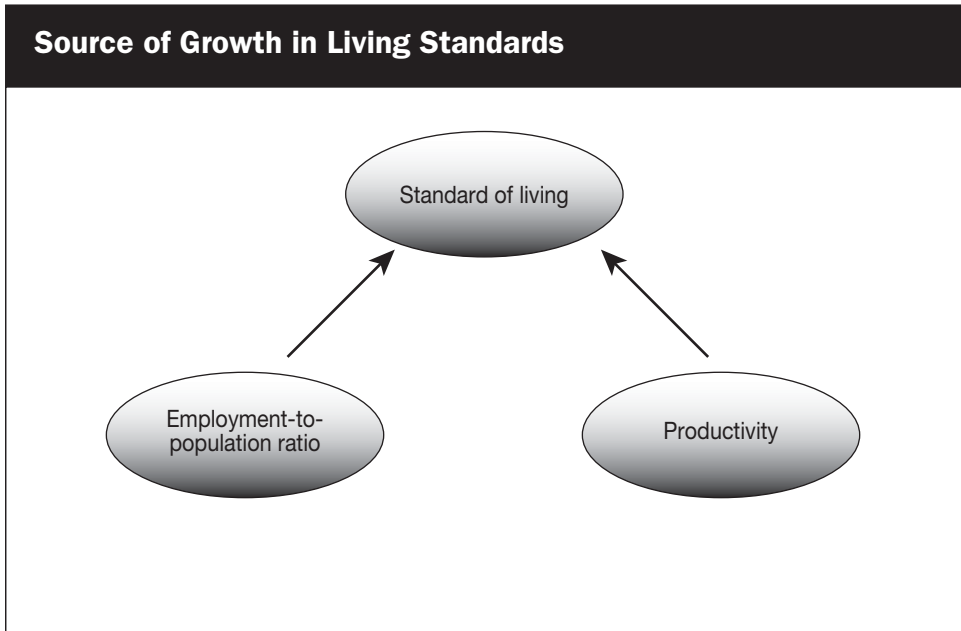 Source of Growth in Living Standards
Standard of living
Employment-to-
population ratio
Productivity